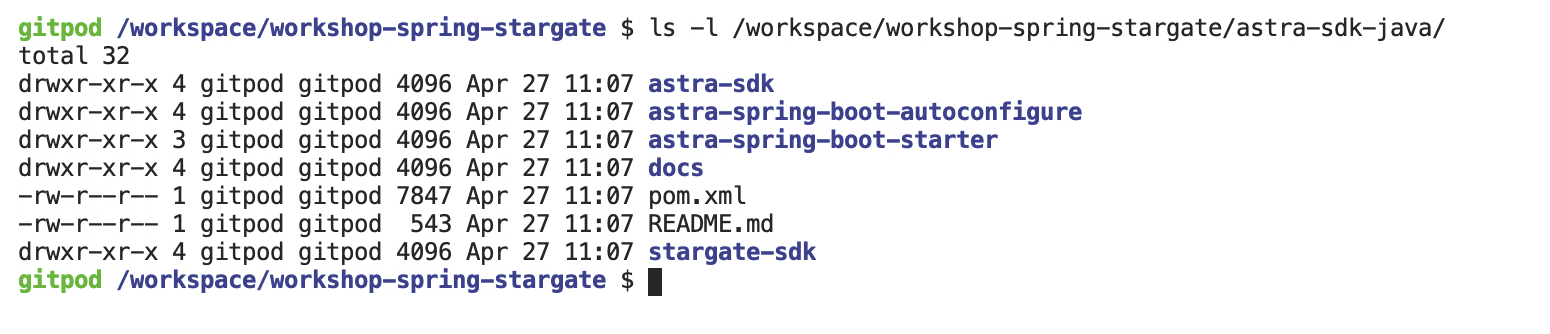 gitpod /workspace/workshop-spring-stargate $ ls -l /workspace/workshop-spring-stargate/astra-sdk-java/
total 32
drwxr-xr-x 4 gitpod gitpod 4096 Apr 27 11:07 astra-sdk
drwxr-xr-x 4 gitpod gitpod 4096 Apr 27 11:07 astra-spring-boot-autoconfigure
drwxr-xr-x 3 gitpod gitpod 4096 Apr 27 11:07 astra-spring-boot-starter
drwxr-xr-x 4 gitpod gitpod 4096 Apr 27 11:07 docs
-rw-r--r-- 1 gitpod gitpod 7847 Apr 27 11:07 pom.xml
-rw-r--r-- 1 gitpod gitpod  543 Apr 27 11:07 README.md
drwxr-xr-x 4 gitpod gitpod 4096 Apr 27 11:07 stargate-sdk
gitpod /workspace/workshop-spring-stargate $